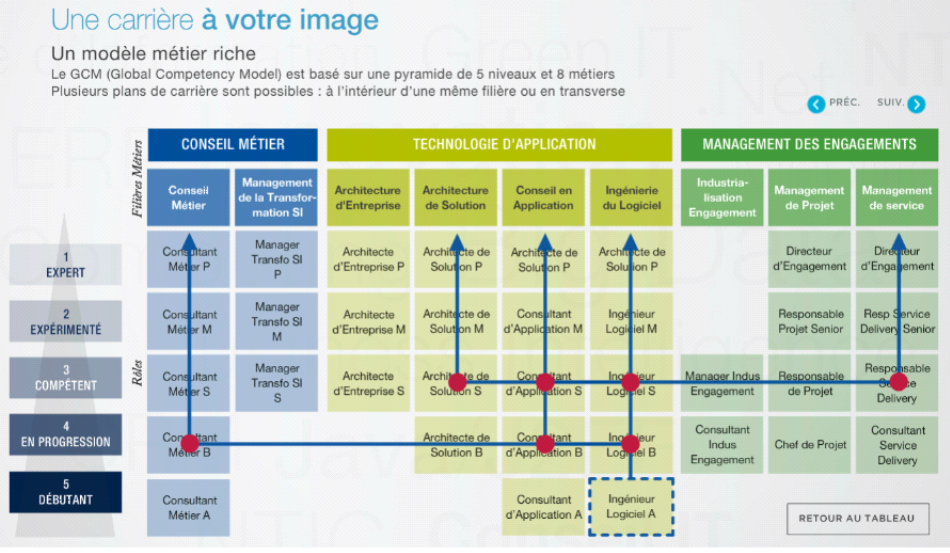 Une carrière à votre image
Un modèle métier riche
Le GCM (Global Competency Model) est basé sur une pyramide de 5 niveaux et 8 métiers
Plusieurs plans de carrière sont possibles : à l'intérieur d'une même filière ou en transverse
PRÉC. SUIV.
Filières Métiers
CONSEIL MÉTIER
TECHNOLOGIE D'APPLICATION
MANAGEMENT DES ENGAGEMENTS
Conseil
Métier
Management
de la Transfor-
mation SI
Architecture
d'Entreprise
Architecture
de Solution
Conseil en
Application
Ingénierie
du Logiciel
Industria-
lisation
Engagement
Management
de Projet
Management
de service
1
EXPERT
Consultant
Métier P
Manager
Transfo SI
P
Architecte
d'Entreprise P
Architecte de
Solution P
Architecte de
Solution P
Architecte de
Solution P
Directeur
d'Engagement
Directeur
d'Engagement
2
EXPÉRIMENTÉ
Consultant
Métier M
Manager
Transfo SI
M
Architecte
d'Entreprise M
Architecte de
Solution M
Consultant
d'Application M
Ingénieur
Logiciel M
Responsable
Projet Senior
Resp Service
Delivery Senior
Rôles
3
COMPÉTENT
Consultant
Métier S
Manager
Transfo SI
S
Architecte
d'Entreprise S
Architecte de
Solution S
Consultant
d'Application S
Ingénieur
Logiciel S
Manager Indus
Engagement
Responsable
de Projet
Responsable
Service
Delivery
4
EN PROGRESSION
Consultant
Métier B
Architecte de
Solution B
Consultant
d'Application B
Ingénieur
Logiciel B
Consultant
Indus
Engagement
Chef de Projet
Consultant
Service
Delivery
5
DÉBUTANT
Consultant
Métier A
Consultant
d'Application A
Ingénieur
Logiciel A
RETOUR AU TABLEAU